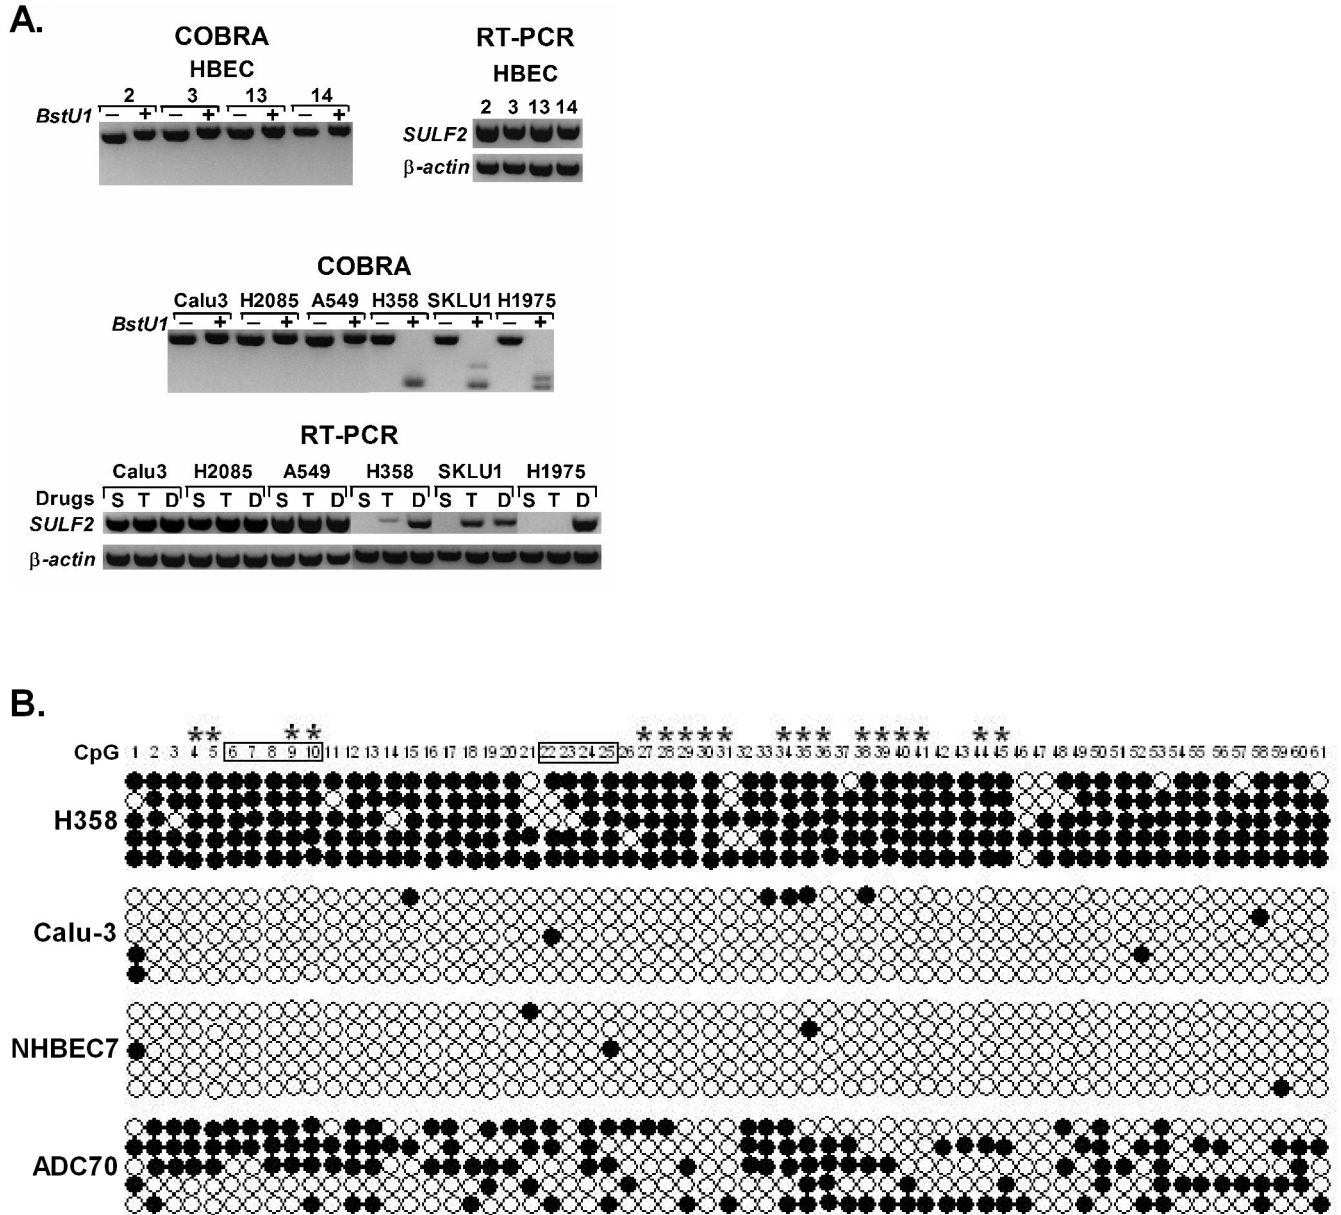 A.
COBRA
HBEC
2 3 13 14
BstU1 – + – + – + – +
RT-PCR
HBEC
2 3 13 14
SULF2
β-actin
COBRA
Calu3 H2085 A549 H358 SKLU1 H1975
BstU1 – + – + – + – + – + – +
RT-PCR
Calu3 H2085 A549 H358 SKLU1 H1975
Drugs S T D S T D S T D S T D S T D S T D
SULF2
β-actin
B.
* * * * * * * * * * * * * * * * * *
CpG 1 2 3 4 5 6 7 8 9 10 11 12 13 14 15 16 17 18 19 20 21 22 23 24 25 26 27 28 29 30 31 32 33 34 35 36 37 38 39 40 41 42 43 44 45 46 47 48 49 50 51 52 53 54 55 56 57 58 59 60 61
H358
Calu-3
NHBEC7
ADC70